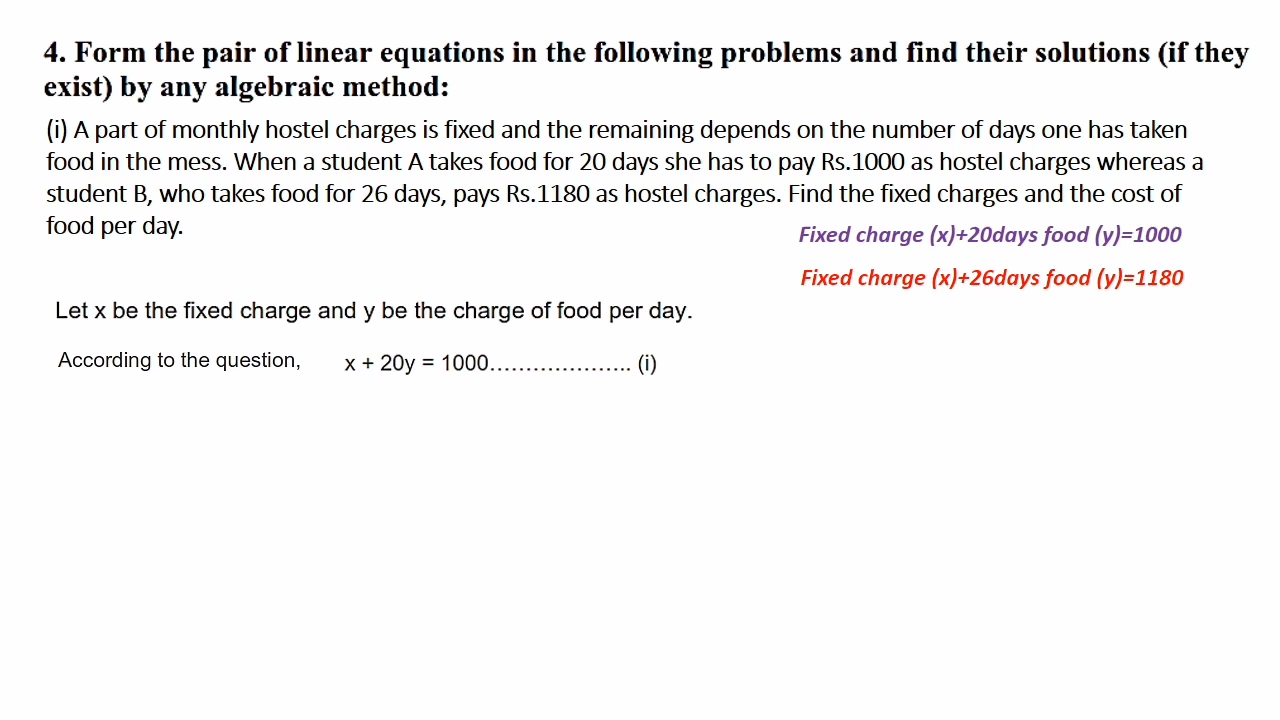 4. Form the pair of linear equations in the following problems and find their solutions (if they
exist) by any algebraic method:
(i) A part of monthly hostel charges is fixed and the remaining depends on the number of days one has taken
food in the mess. When a student A takes food for 20 days she has to pay Rs.1000 as hostel charges whereas a
student B, who takes food for 26 days, pays Rs.1180 as hostel charges. Find the fixed charges and the cost of
food per day.
Fixed charge (x)+20days food (y)=1000
Fixed charge (x)+26days food (y)=1180
Let x be the fixed charge and y be the charge of food per day.
According to the question, x + 20y = 1000……………….. (i)